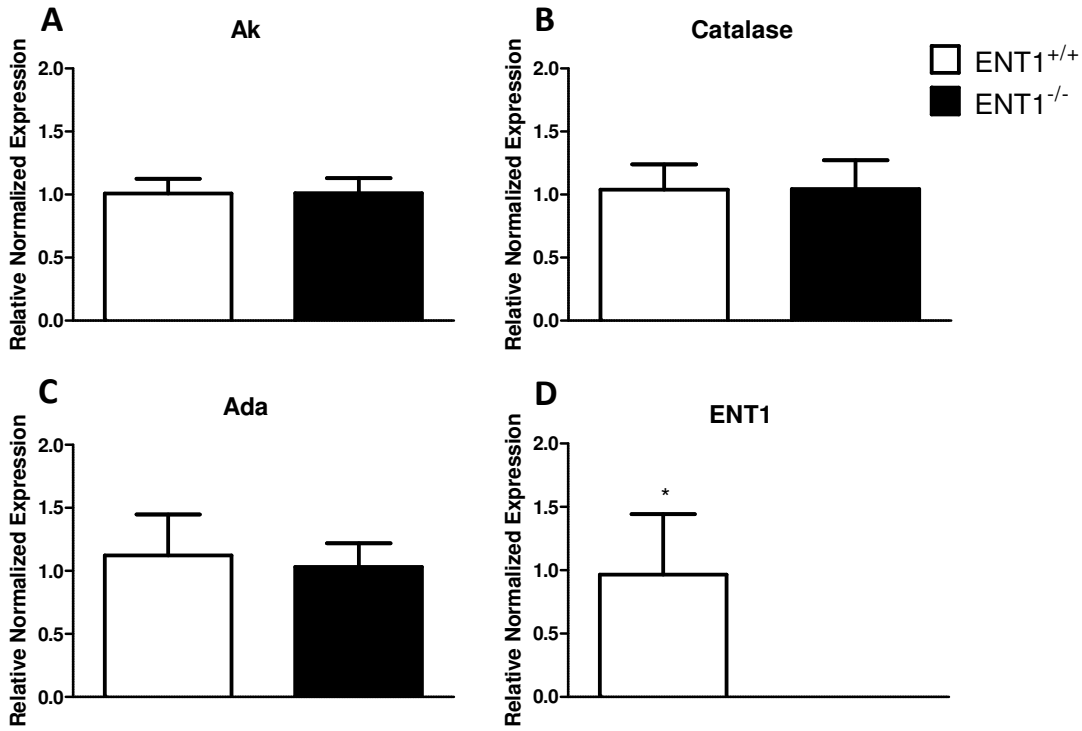 A
Ak
Relative Normalized Expression
2.0
1.5
1.0
0.5
0.0
B
Catalase
Relative Normalized Expression
2.0
1.5
1.0
0.5
0.0
ENT1+/+
ENT1-/-
C
Ada
Relative Normalized Expression
2.0
1.5
1.0
0.5
0.0
D
ENT1
Relative Normalized Expression
2.0
1.5
1.0
0.5
0.0
*